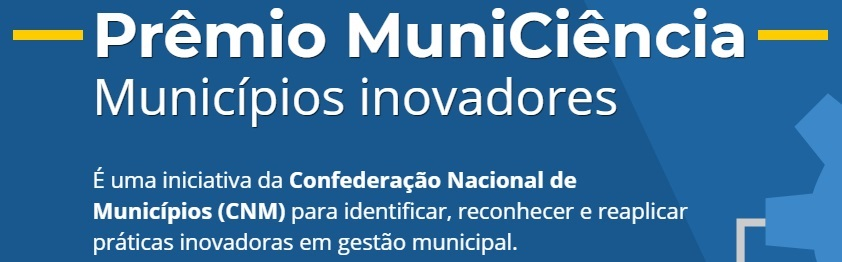 Prêmio MuniCiência
Municípios inovadores
É uma iniciativa da Confederação Nacional de
Municípios (CNM) para identificar, reconhecer e reaplicar
práticas inovadoras em gestão municipal.